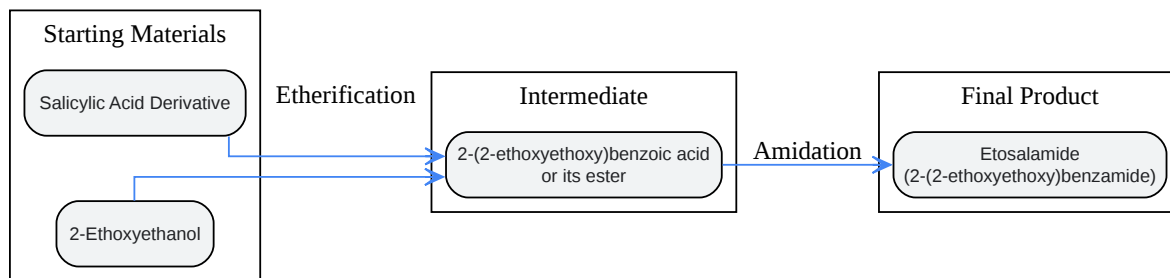 Starting Materials
Salicylic Acid Derivative
2-Ethoxyethanol
Etherification
Intermediate
2-(2-ethoxyethoxy)benzoic acid
or its ester
Amidation
Final Product
Etosalamide
(2-(2-ethoxyethoxy)benzamide)